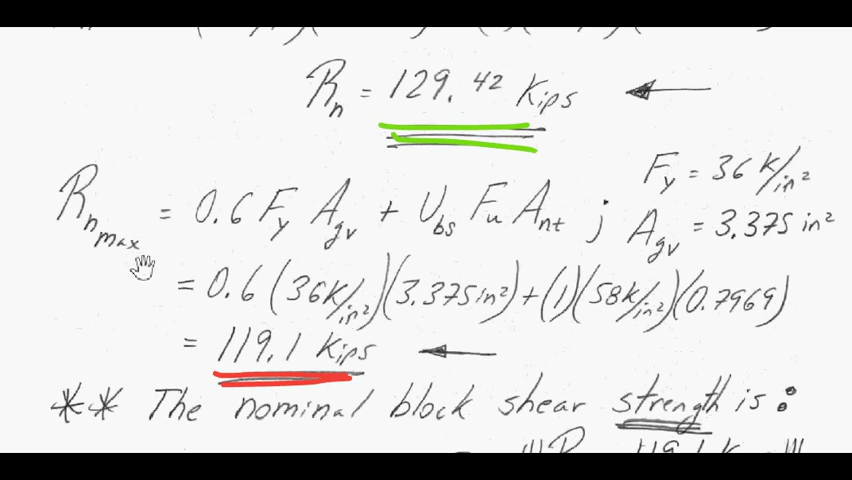 Rn = 129.42 Kips
Rn max = 0.6 Fy Agv + Ubs Fu Ant ; Fy = 36 K/in²
Agv = 3.375 in²
= 0.6 (36K/in²)(3.375in²)+(1)(58K/in²)(0.7969)
= 119.1 Kips
** The nominal block shear strength is: